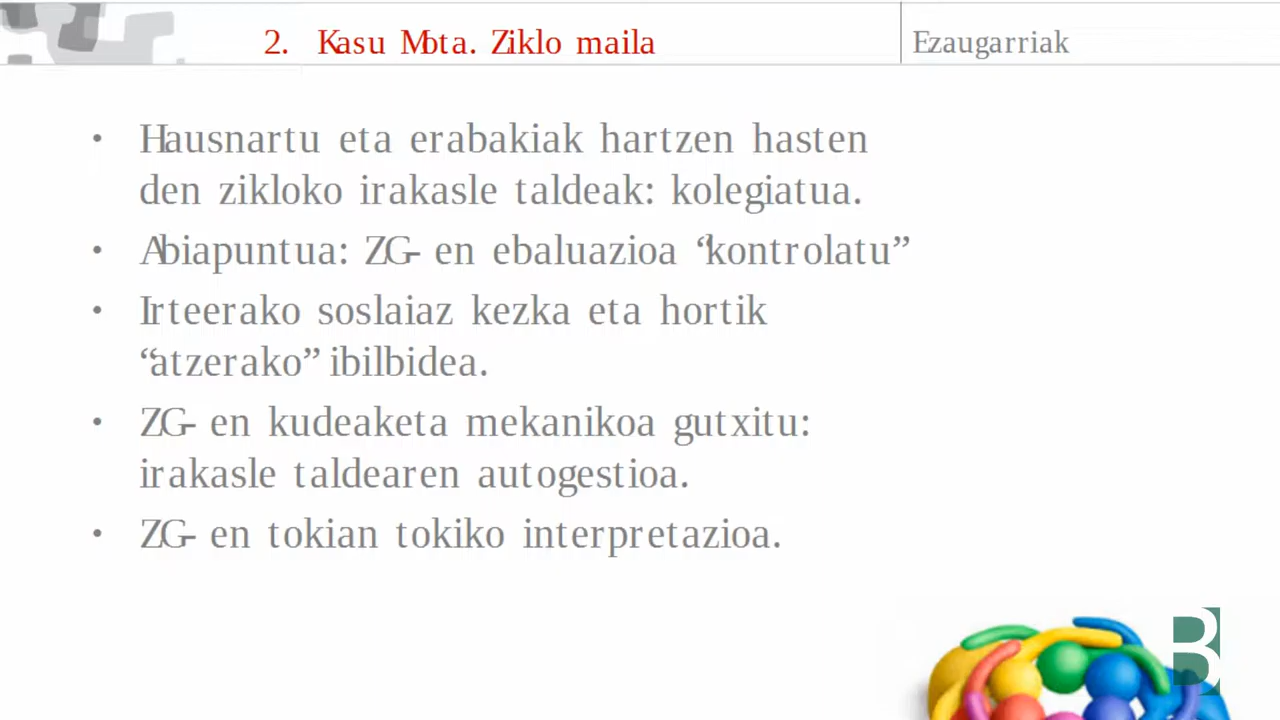 2. Kasu Mota. Ziklo maila
Ezaugarriak
• Hausnartu eta erabakiak hartzen hasten
den zikloko irakasle taldeak: kolegiatua.
• Abiapuntua: ZG- en ebaluazioa “kontrolatu”
• Irteerako soslaiaz kezka eta hortik
“atzerako” ibilbidea.
• ZG- en kudeaketa mekanikoa gutxitu:
irakasle taldearen autogestioa.
• ZG- en tokian tokiko interpretazioa.
B